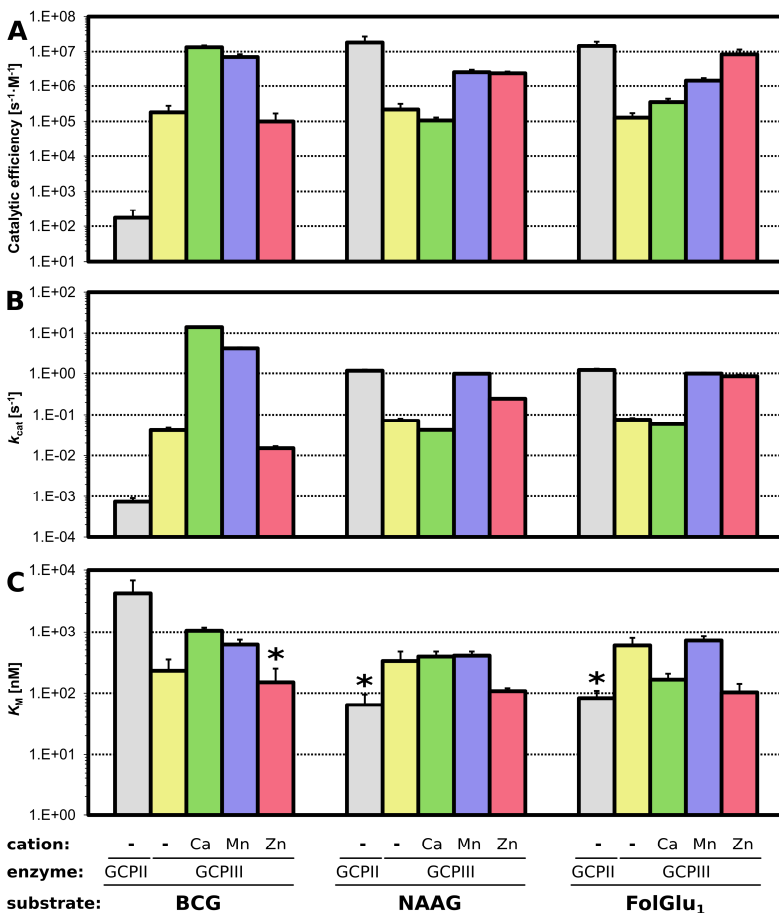 A
Catalytic efficiency [s⁻¹·M⁻¹]
1.E+08
1.E+07
1.E+06
1.E+05
1.E+04
1.E+03
1.E+02
1.E+01
B
kcat [s⁻¹]
1.E+02
1.E+01
1.E+00
1.E-01
1.E-02
1.E-03
1.E-04
C
KM [nM]
1.E+04
1.E+03
1.E+02
1.E+01
1.E+00
* * *
cation: - - Ca Mn Zn - - Ca Mn Zn - - Ca Mn Zn
enzyme: GCPII GCPIII GCPII GCPIII GCPII GCPIII
substrate: BCG NAAG FolGlu₁